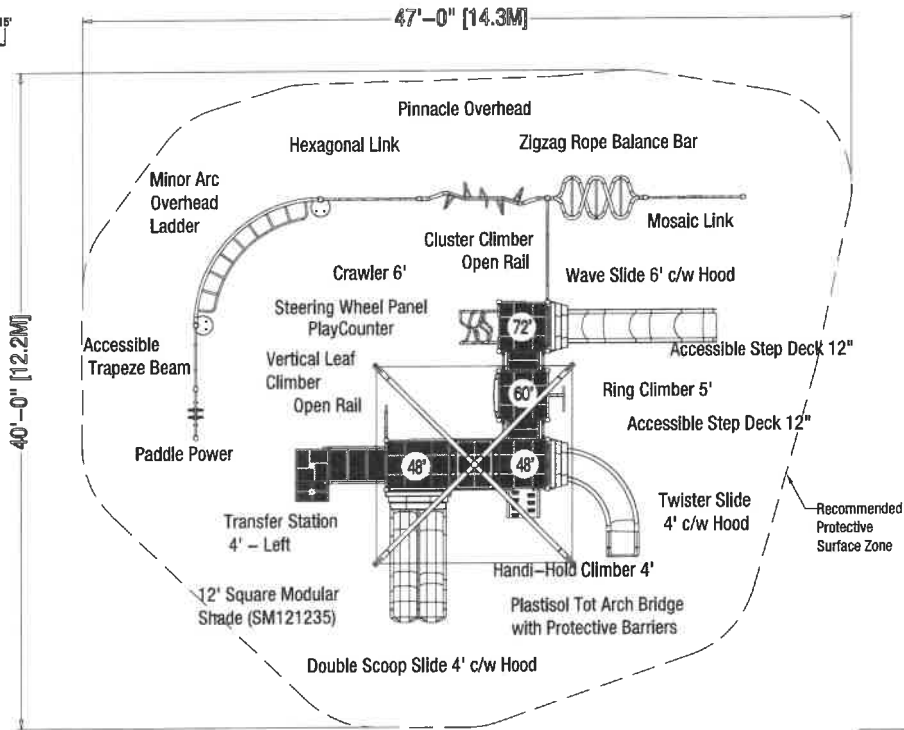 15'
47'-0" [14.3M]
Pinnacle Overhead
Hexagonal Link
Zigzag Rope Balance Bar
Minor Arc
Overhead
Ladder
Mosaic Link
Cluster Climber
Open Rail
Crawler 6'
Wave Slide 6' c/w Hood
Steering Wheel Panel
PlayCounter
72"
40'-0" [12.2M]
Accessible
Trapeze Beam
Accessible Step Deck 12"
Vertical Leaf
Climber
Open Rail
60"
Ring Climber 5'
Accessible Step Deck 12"
Paddle Power
48"
48"
Twister Slide
4' c/w Hood
Recommended
Protective
Surface Zone
Transfer Station
4' – Left
Handi-Hold Climber 4'
12' Square Modular
Shade (SM121235)
Plastisol Tot Arch Bridge
with Protective Barriers
Double Scoop Slide 4' c/w Hood